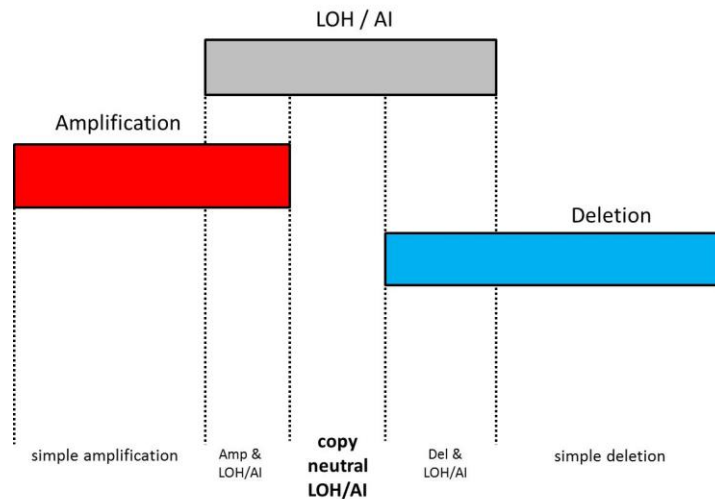 LOH / AI
Amplification
Deletion
simple amplification
Amp &
LOH/AI
copy
neutral
LOH/AI
Del &
LOH/AI
simple deletion